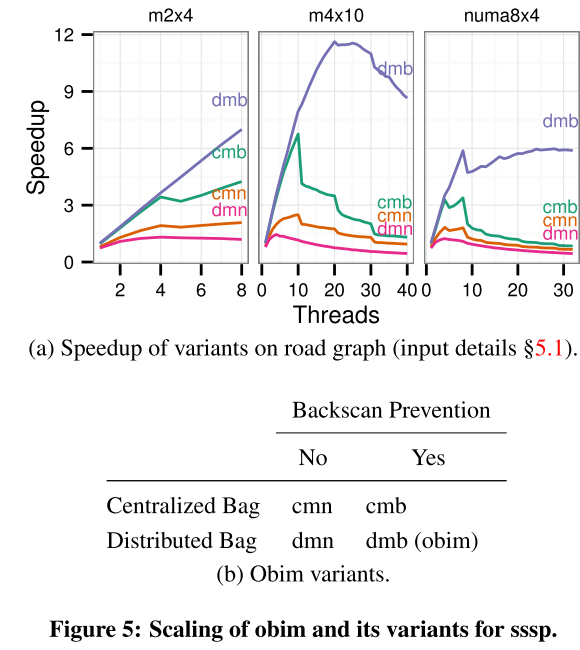 m2x4 m4x10 numa8x4
12
9
6
3
0
Speedup
dmb
cmb
cmn
dmn
dmb
cmb
cmn
dmn
dmb
cmb
cmn
dmn
2 4 6 8 0 10 20 30 40 0 10 20 30
Threads
(a) Speedup of variants on road graph (input details §5.1).
Backscan Prevention
No Yes
Centralized Bag cmn cmb
Distributed Bag dmn dmb (obim)
(b) Obim variants.
Figure 5: Scaling of obim and its variants for sssp.